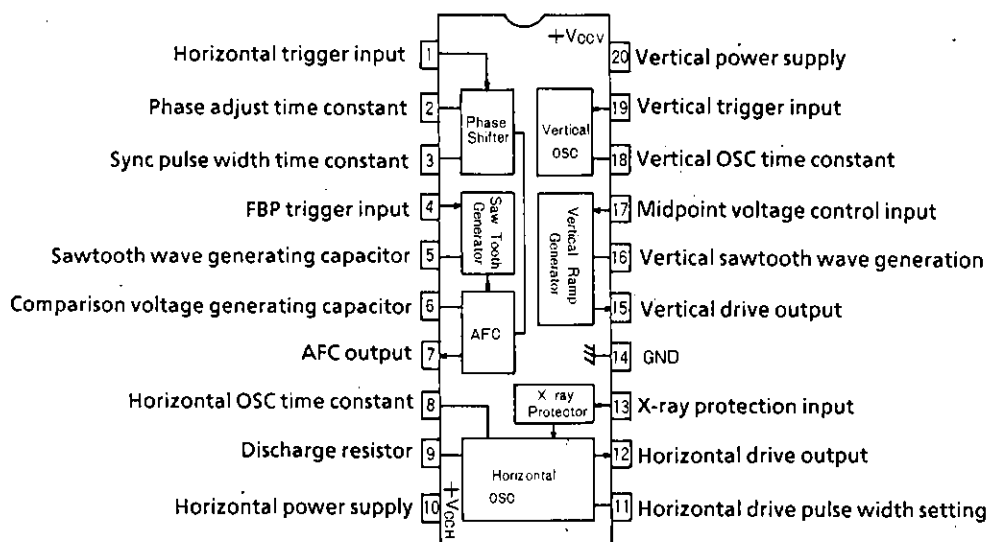 +VCCV
Horizontal trigger input 1
20 Vertical power supply
Phase adjust time constant 2
Phase
Shifter
Vertical
OSC
19 Vertical trigger input
Sync pulse width time constant 3
18 Vertical OSC time constant
FBP trigger input 4
Saw Tooth
Generator
Vertical Ramp
Generator
17 Midpoint voltage control input
Sawtooth wave generating capacitor 5
16 Vertical sawtooth wave generation
Comparison voltage generating capacitor 6
AFC
15 Vertical drive output
AFC output 7
14 GND
Horizontal OSC time constant 8
X ray
Protector
13 X-ray protection input
Discharge resistor 9
12 Horizontal drive output
Horizontal
OSC
Horizontal power supply 10
+VCCH
11 Horizontal drive pulse width setting